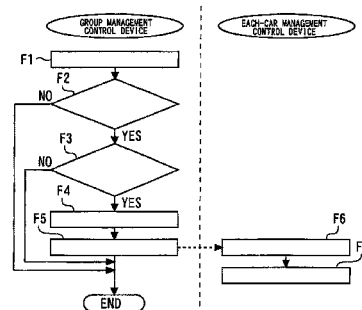 GROUP MANAGEMENT
CONTROL DEVICE
EACH-CAR MANAGEMENT
CONTROL DEVICE
F1
F2
NO
YES
F3
NO
YES
F4
F5
F6
F
END